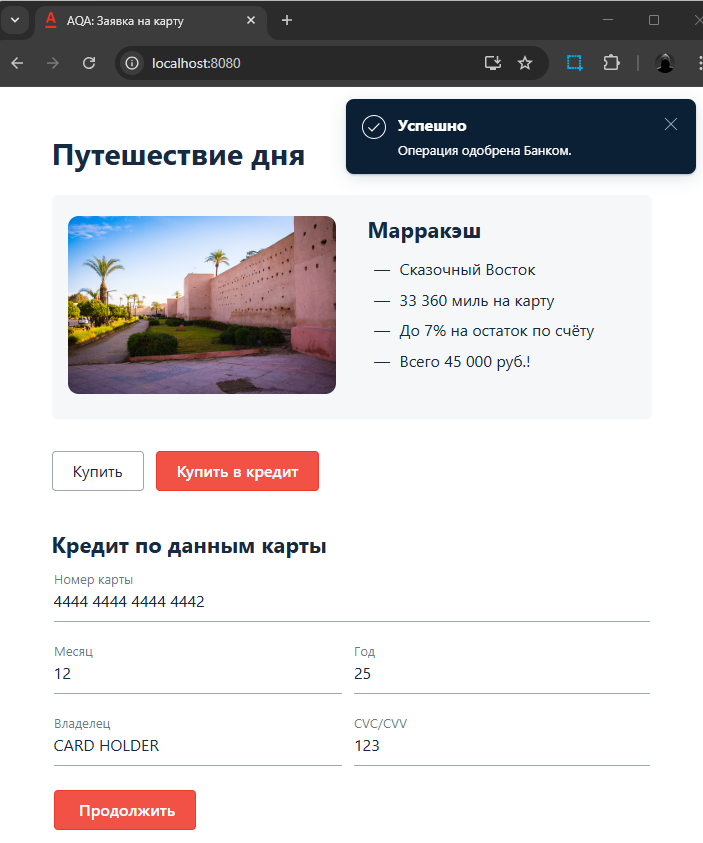 AQA: Заявка на карту
localhost:8080
Успешно
Операция одобрена Банком.
Путешествие дня
Марракэш
— Сказочный Восток
— 33 360 миль на карту
— До 7% на остаток по счёту
— Всего 45 000 руб.!
Купить
Купить в кредит
Кредит по данным карты
Номер карты
4444 4444 4444 4442
Месяц
Год
12
25
Владелец
CVC/CVV
CARD HOLDER
123
Продолжить